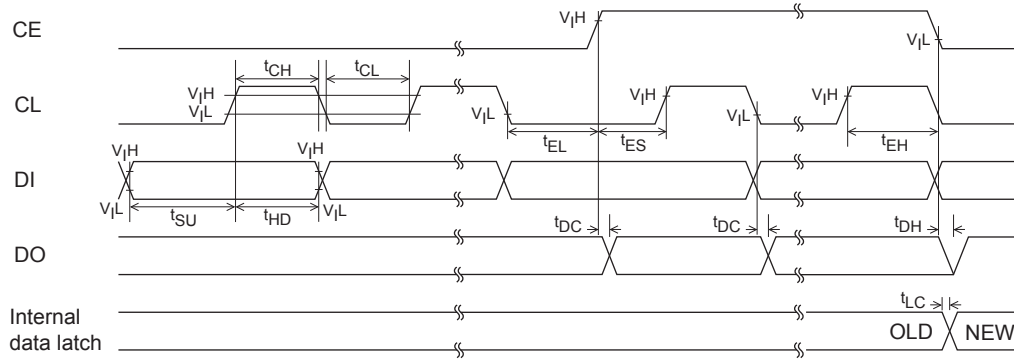 CE
VIH
VIL
tCH
tCL
CL
VIH
VIL
VIL
VIH
VIL
VIH
tEL
tES
tEH
VIH
VIH
DI
VIL
tSU
tHD
VIL
tDC
tDC
tDH
DO
tLC
Internal
data latch
OLD
NEW